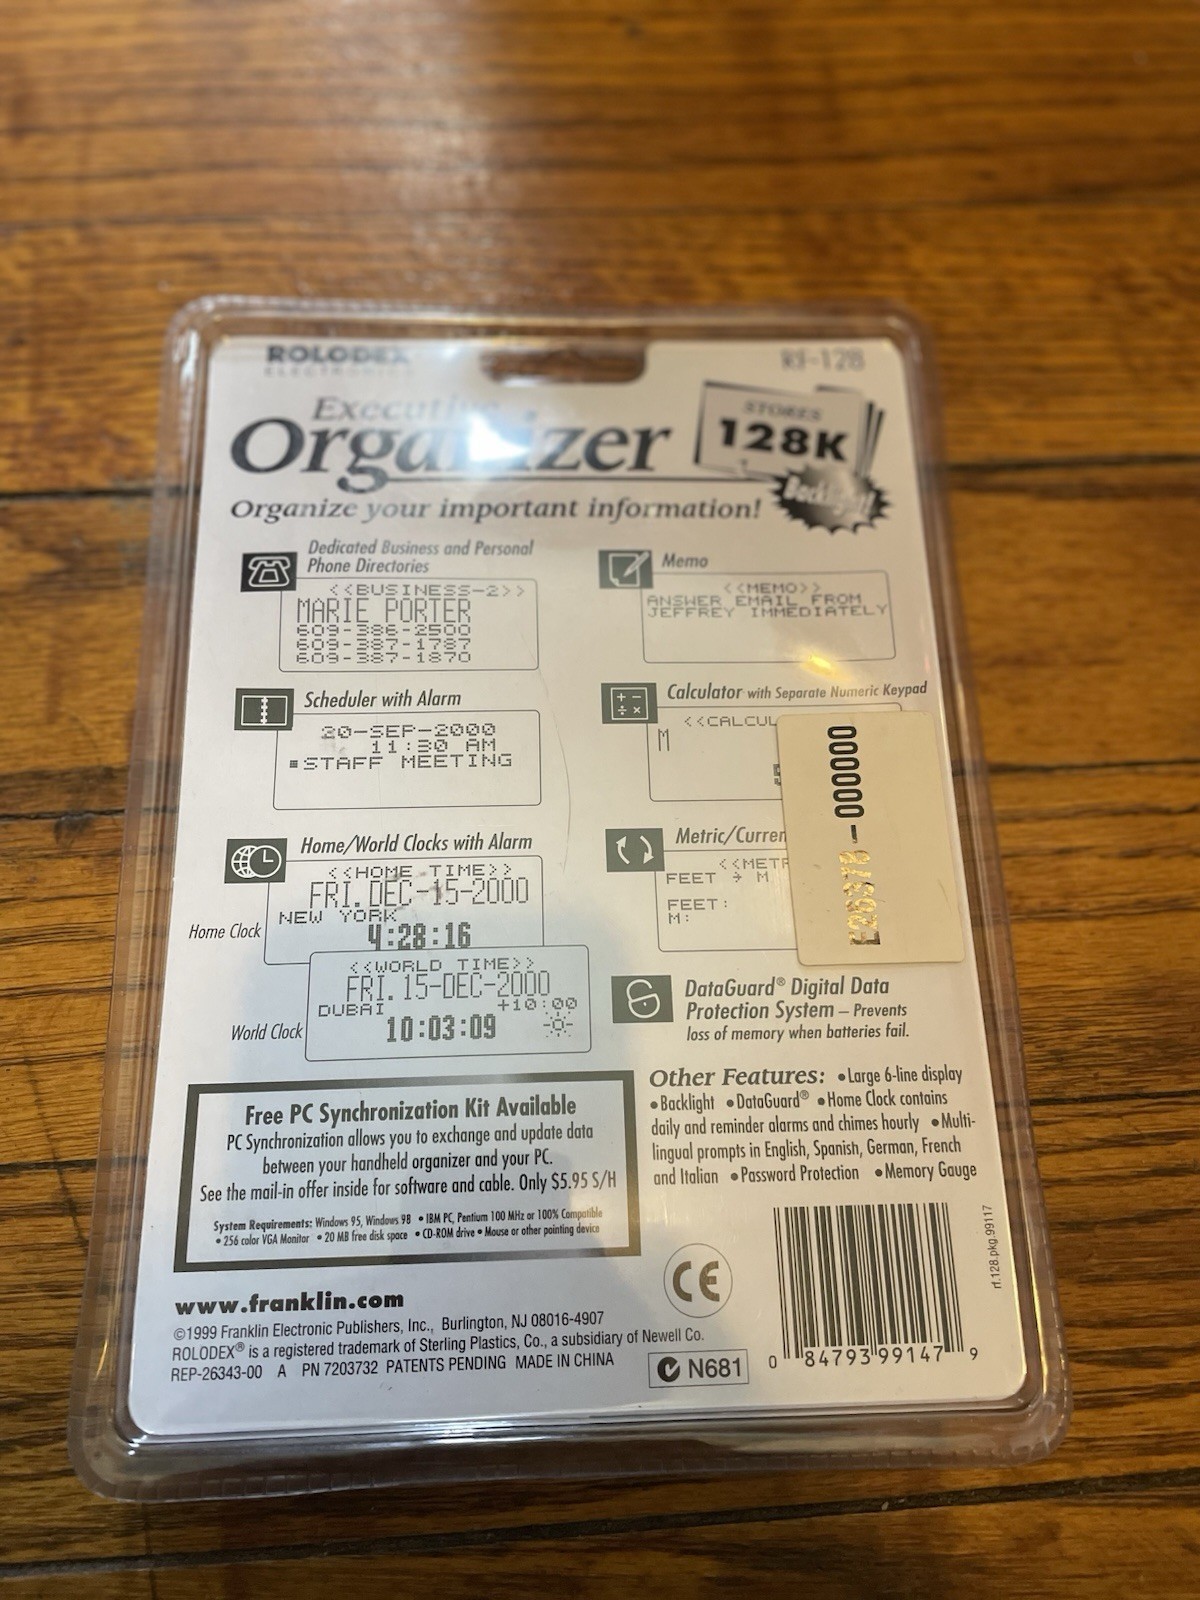 ROLODEX
ELECTRONICS
RF-128
Executive
Organizer
STORES
128K
Backlight!
Organize your important information!
Dedicated Business and Personal
Phone Directories
<<BUSINESS-2>>
MARIE PORTER
609-386-2500
609-387-1787
609-387-1870
Memo
<<MEMO>>
ANSWER EMAIL FROM
JEFFREY IMMEDIATELY
Scheduler with Alarm
20-SEP-2000
11:30 AM
STAFF MEETING
Calculator with Separate Numeric Keypad
<<CALCUL
M
E2637B-000000
Home/World Clocks with Alarm
<<HOME TIME>>
FRI. DEC-15-2000
NEW YORK
4:28:16
Home Clock
<<WORLD TIME>>
FRI. 15-DEC-2000
DUBAI +10:00
10:03:09
World Clock
Metric/Curren
<<METR
FEET → M
FEET:
M:
DataGuard® Digital Data
Protection System – Prevents
loss of memory when batteries fail.
Free PC Synchronization Kit Available
PC Synchronization allows you to exchange and update data
between your handheld organizer and your PC.
See the mail-in offer inside for software and cable. Only $5.95 S/H
System Requirements: Windows 95, Windows 98 • IBM PC, Pentium 100 MHz or 100% Compatible
• 256 color VGA Monitor • 20 MB free disk space • CD-ROM drive • Mouse or other pointing device
Other Features: • Large 6-line display
• Backlight • DataGuard® • Home Clock contains
daily and reminder alarms and chimes hourly • Multi-
lingual prompts in English, Spanish, German, French
and Italian • Password Protection • Memory Gauge
www.franklin.com
©1999 Franklin Electronic Publishers, Inc., Burlington, NJ 08016-4907
ROLODEX® is a registered trademark of Sterling Plastics, Co., a subsidiary of Newell Co.
REP-26343-00 A PN 7203732 PATENTS PENDING MADE IN CHINA
CE
N681
0 84793 99147 9
rf.128.pkg.99117